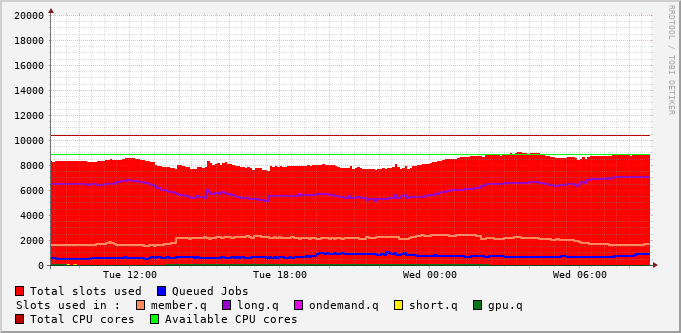 20000
18000
16000
14000
12000
10000
8000
6000
4000
2000
0
Tue 12:00 Tue 18:00 Wed 00:00 Wed 06:00
Total slots used Queued Jobs
Slots used in : member.q long.q ondemand.q short.q gpu.q
Total CPU cores Available CPU cores
RRDTOOL / TOBI OETIKER